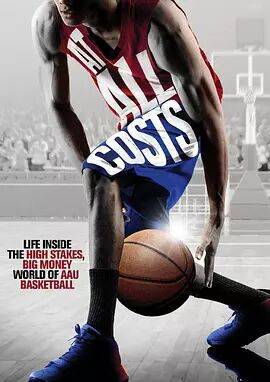 AT
ALL
COSTS
LIFE INSIDE
THE HIGH STAKES,
BIG MONEY
WORLD OF AAU
BASKETBALL